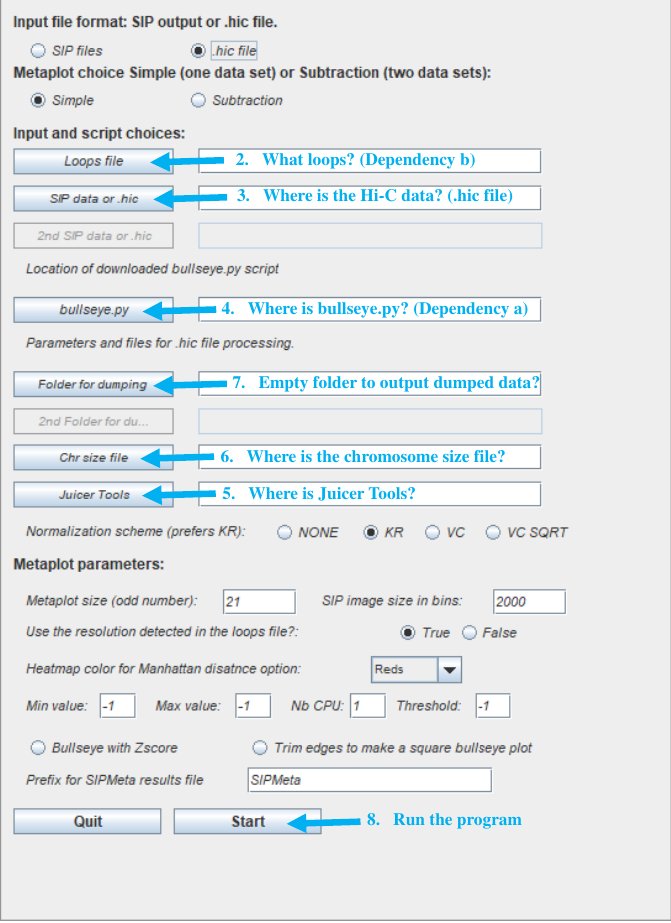 Input file format: SIP output or .hic file.
SIP files .hic file
Metaplot choice Simple (one data set) or Subtraction (two data sets):
Simple Subtraction
Input and script choices:
Loops file 2. What loops? (Dependency b)
SIP data or .hic 3. Where is the Hi-C data? (.hic file)
2nd SIP data or .hic
Location of downloaded bullseye.py script
bullseye.py 4. Where is bullseye.py? (Dependency a)
Parameters and files for .hic file processing.
Folder for dumping 7. Empty folder to output dumped data?
2nd Folder for du...
Chr size file 6. Where is the chromosome size file?
Juicer Tools 5. Where is Juicer Tools?
Normalization scheme (prefers KR): NONE KR VC VC SQRT
Metaplot parameters:
Metaplot size (odd number): 21 SIP image size in bins: 2000
Use the resolution detected in the loops file?: True False
Heatmap color for Manhattan disatnce option: Reds
Min value: -1 Max value: -1 Nb CPU: 1 Threshold: -1
Bullseye with Zscore Trim edges to make a square bullseye plot
Prefix for SIPMeta results file SIPMeta
Quit Start 8. Run the program